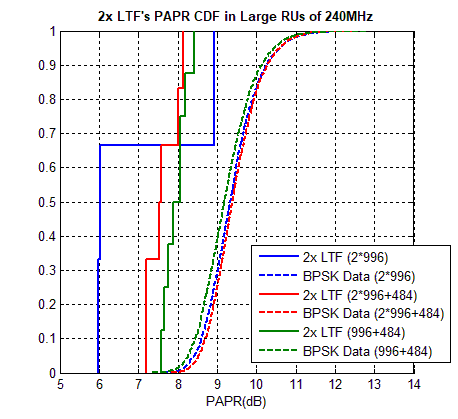 2x LTF's PAPR CDF in Large RUs of 240MHz
1
0.9
0.8
0.7
0.6
0.5
0.4
0.3
0.2
0.1
0
2x LTF (2*996)
BPSK Data (2*996)
2x LTF (2*996+484)
BPSK Data (2*996+484)
2x LTF (996+484)
BPSK Data (996+484)
5 6 7 8 9 10 11 12 13 14
PAPR(dB)